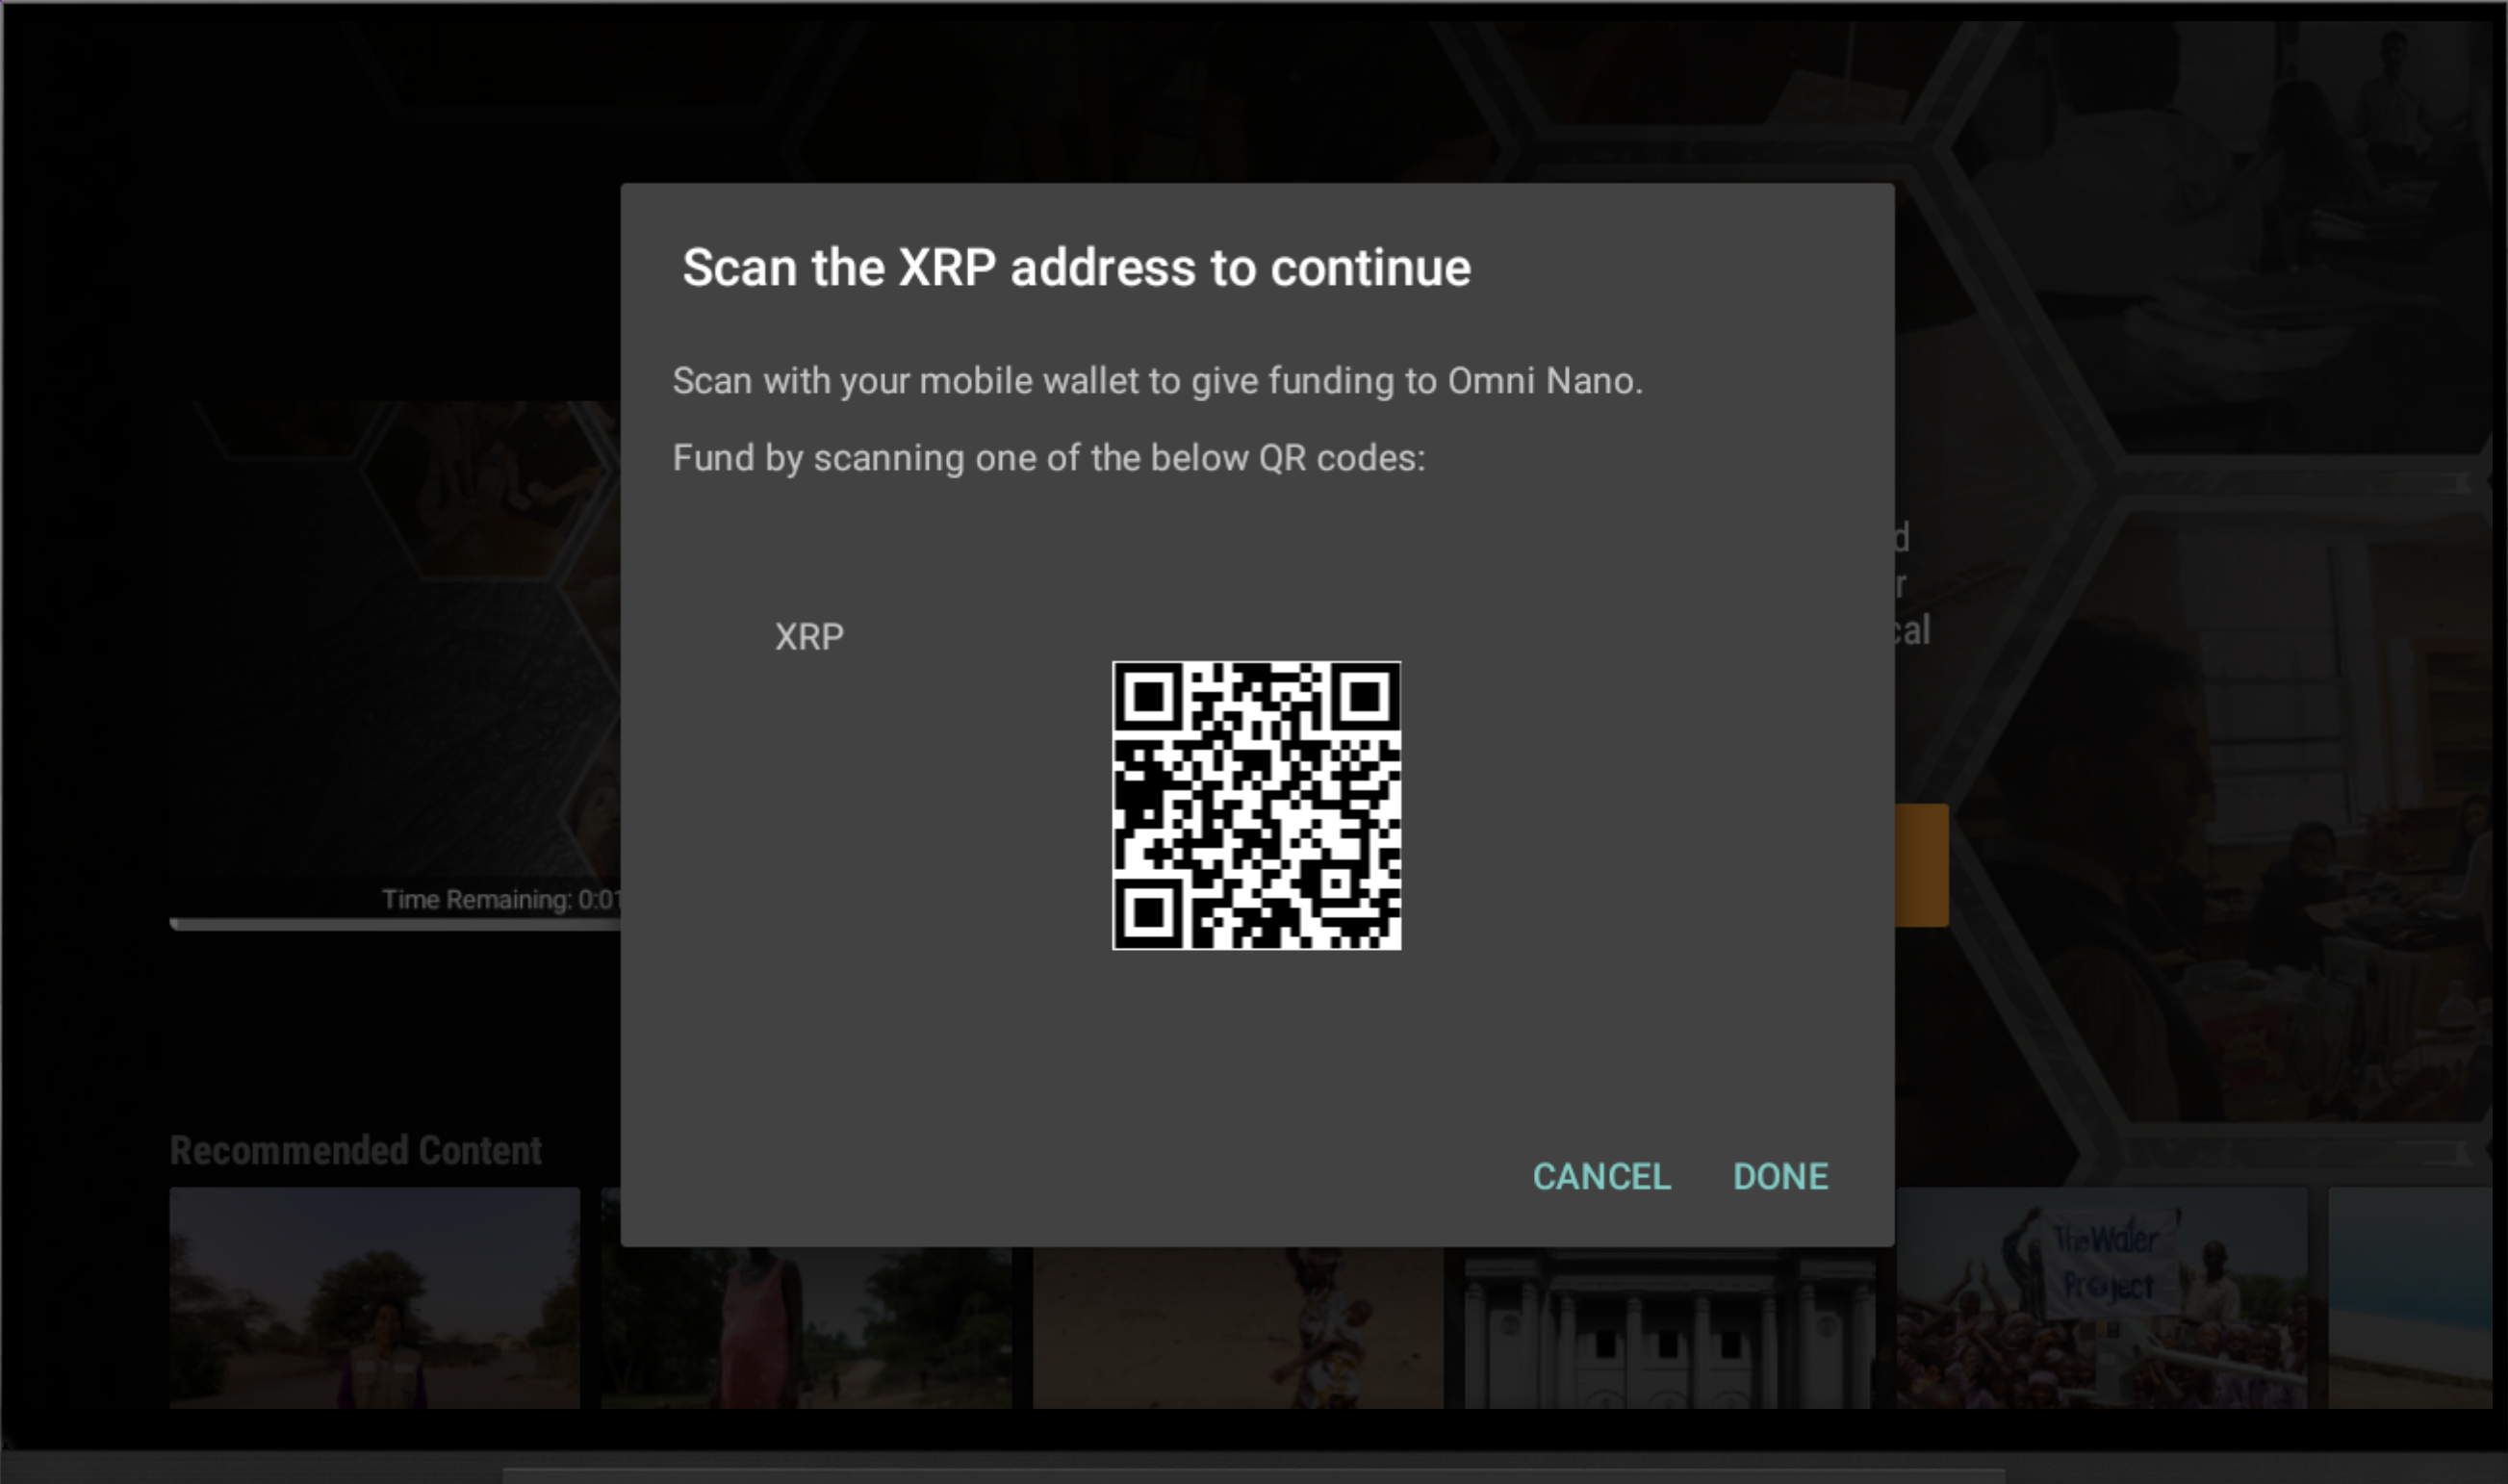 Scan the XRP address to continue
Scan with your mobile wallet to give funding to Omni Nano.
Fund by scanning one of the below QR codes:
d
r
cal
XRP
Time Remaining: 0:01
Recommended Content
CANCEL DONE
The Water
Project